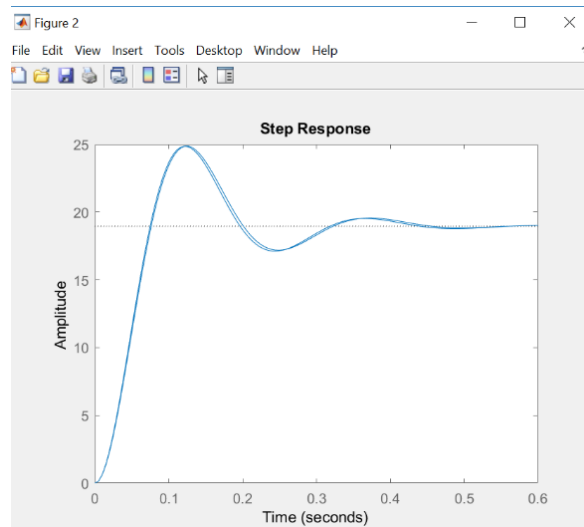 Figure 2
File Edit View Insert Tools Desktop Window Help
Step Response
25
20
15
10
5
0
Amplitude
0 0.1 0.2 0.3 0.4 0.5 0.6
Time (seconds)